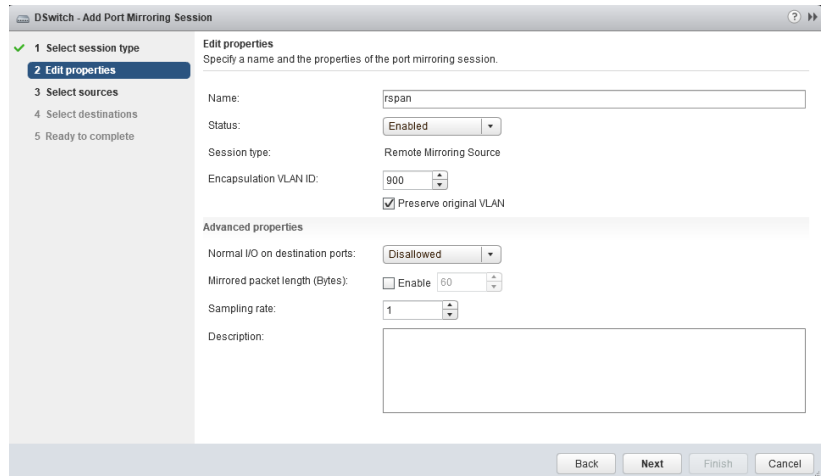 DSwitch - Add Port Mirroring Session
?
1 Select session type
2 Edit properties
3 Select sources
4 Select destinations
5 Ready to complete
Edit properties
Specify a name and the properties of the port mirroring session.
Name: rspan
Status: Enabled
Session type: Remote Mirroring Source
Encapsulation VLAN ID: 900
Preserve original VLAN
Advanced properties
Normal I/O on destination ports: Disallowed
Mirrored packet length (Bytes): Enable 60
Sampling rate: 1
Description:
Back Next Finish Cancel